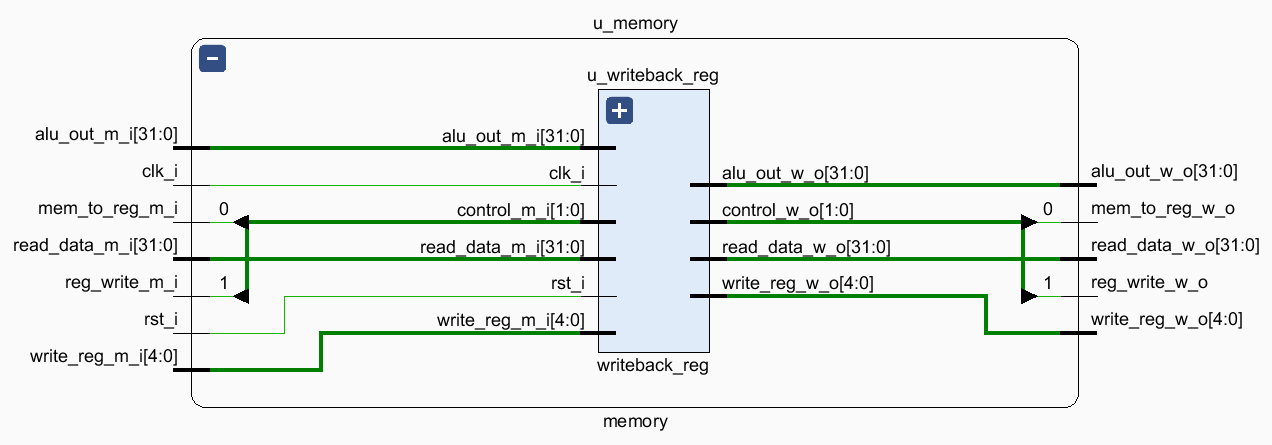 u_memory
u_writeback_reg
alu_out_m_i[31:0]
alu_out_m_i[31:0]
clk_i
clk_i
alu_out_w_o[31:0]
alu_out_w_o[31:0]
mem_to_reg_m_i
0
control_m_i[1:0]
control_w_o[1:0]
0
mem_to_reg_w_o
read_data_m_i[31:0]
read_data_m_i[31:0]
read_data_w_o[31:0]
read_data_w_o[31:0]
reg_write_m_i
1
rst_i
write_reg_w_o[4:0]
1
reg_write_w_o
rst_i
write_reg_m_i[4:0]
write_reg_w_o[4:0]
write_reg_m_i[4:0]
writeback_reg
memory